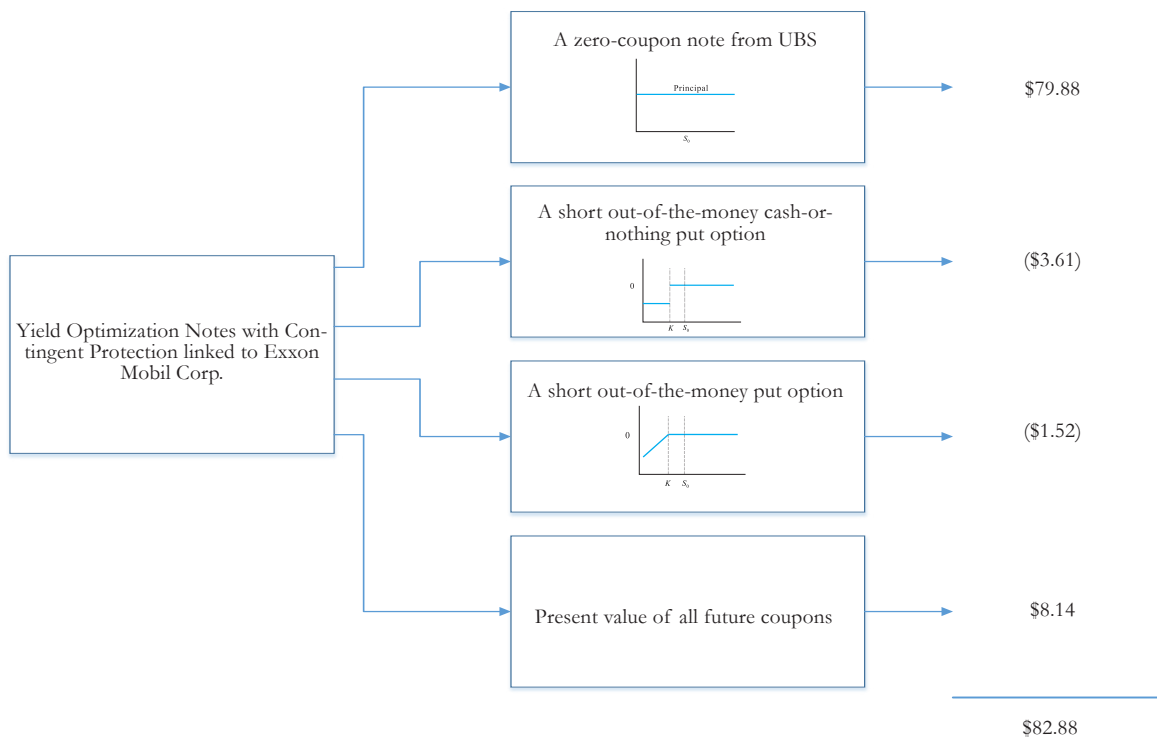 A zero-coupon note from UBS
Principal
S₀
$79.88
A short out-of-the-money cash-or-
nothing put option
0
K
S₀
($3.61)
Yield Optimization Notes with Con-
tingent Protection linked to Exxon
Mobil Corp.
A short out-of-the-money put option
0
K
S₀
($1.52)
Present value of all future coupons
$8.14
$82.88